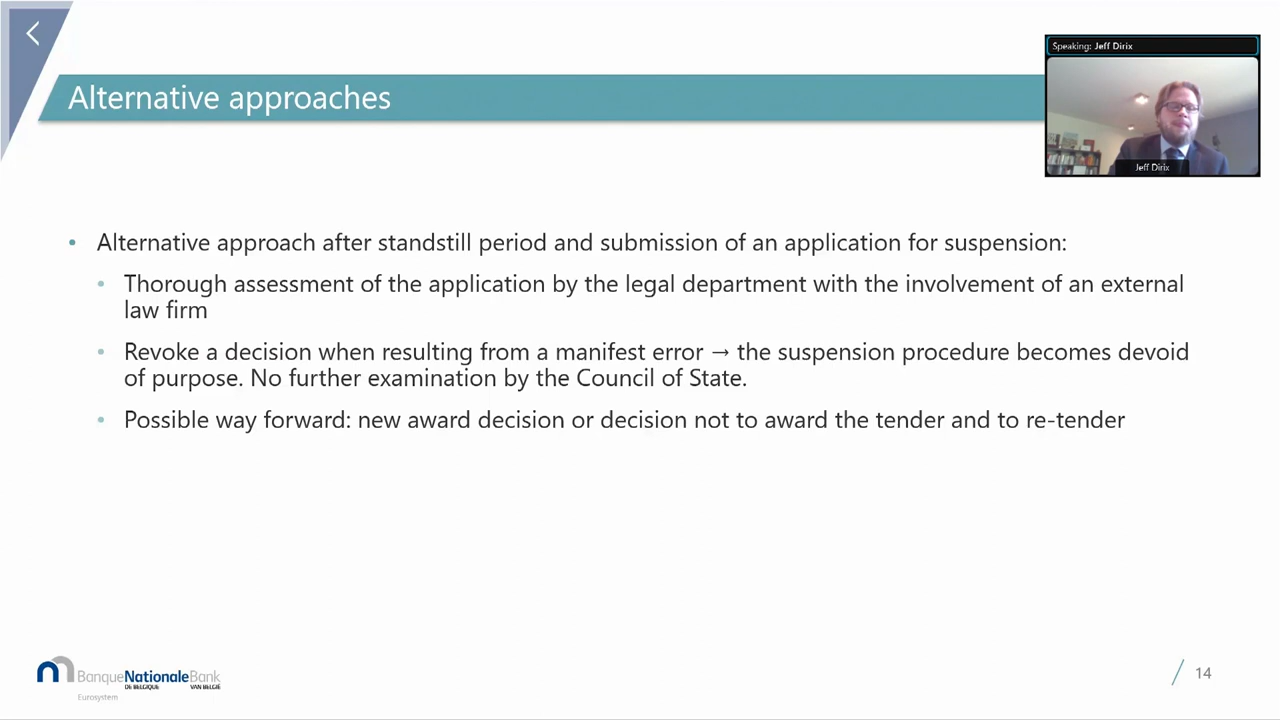 Speaking: Jeff Dirix
Alternative approaches
Jeff Dirix
• Alternative approach after standstill period and submission of an application for suspension:
• Thorough assessment of the application by the legal department with the involvement of an external
law firm
• Revoke a decision when resulting from a manifest error → the suspension procedure becomes devoid
of purpose. No further examination by the Council of State.
• Possible way forward: new award decision or decision not to award the tender and to re-tender
BanqueNationaleBank
DE BELGIQUE VAN BELGIË
Eurosystem
14